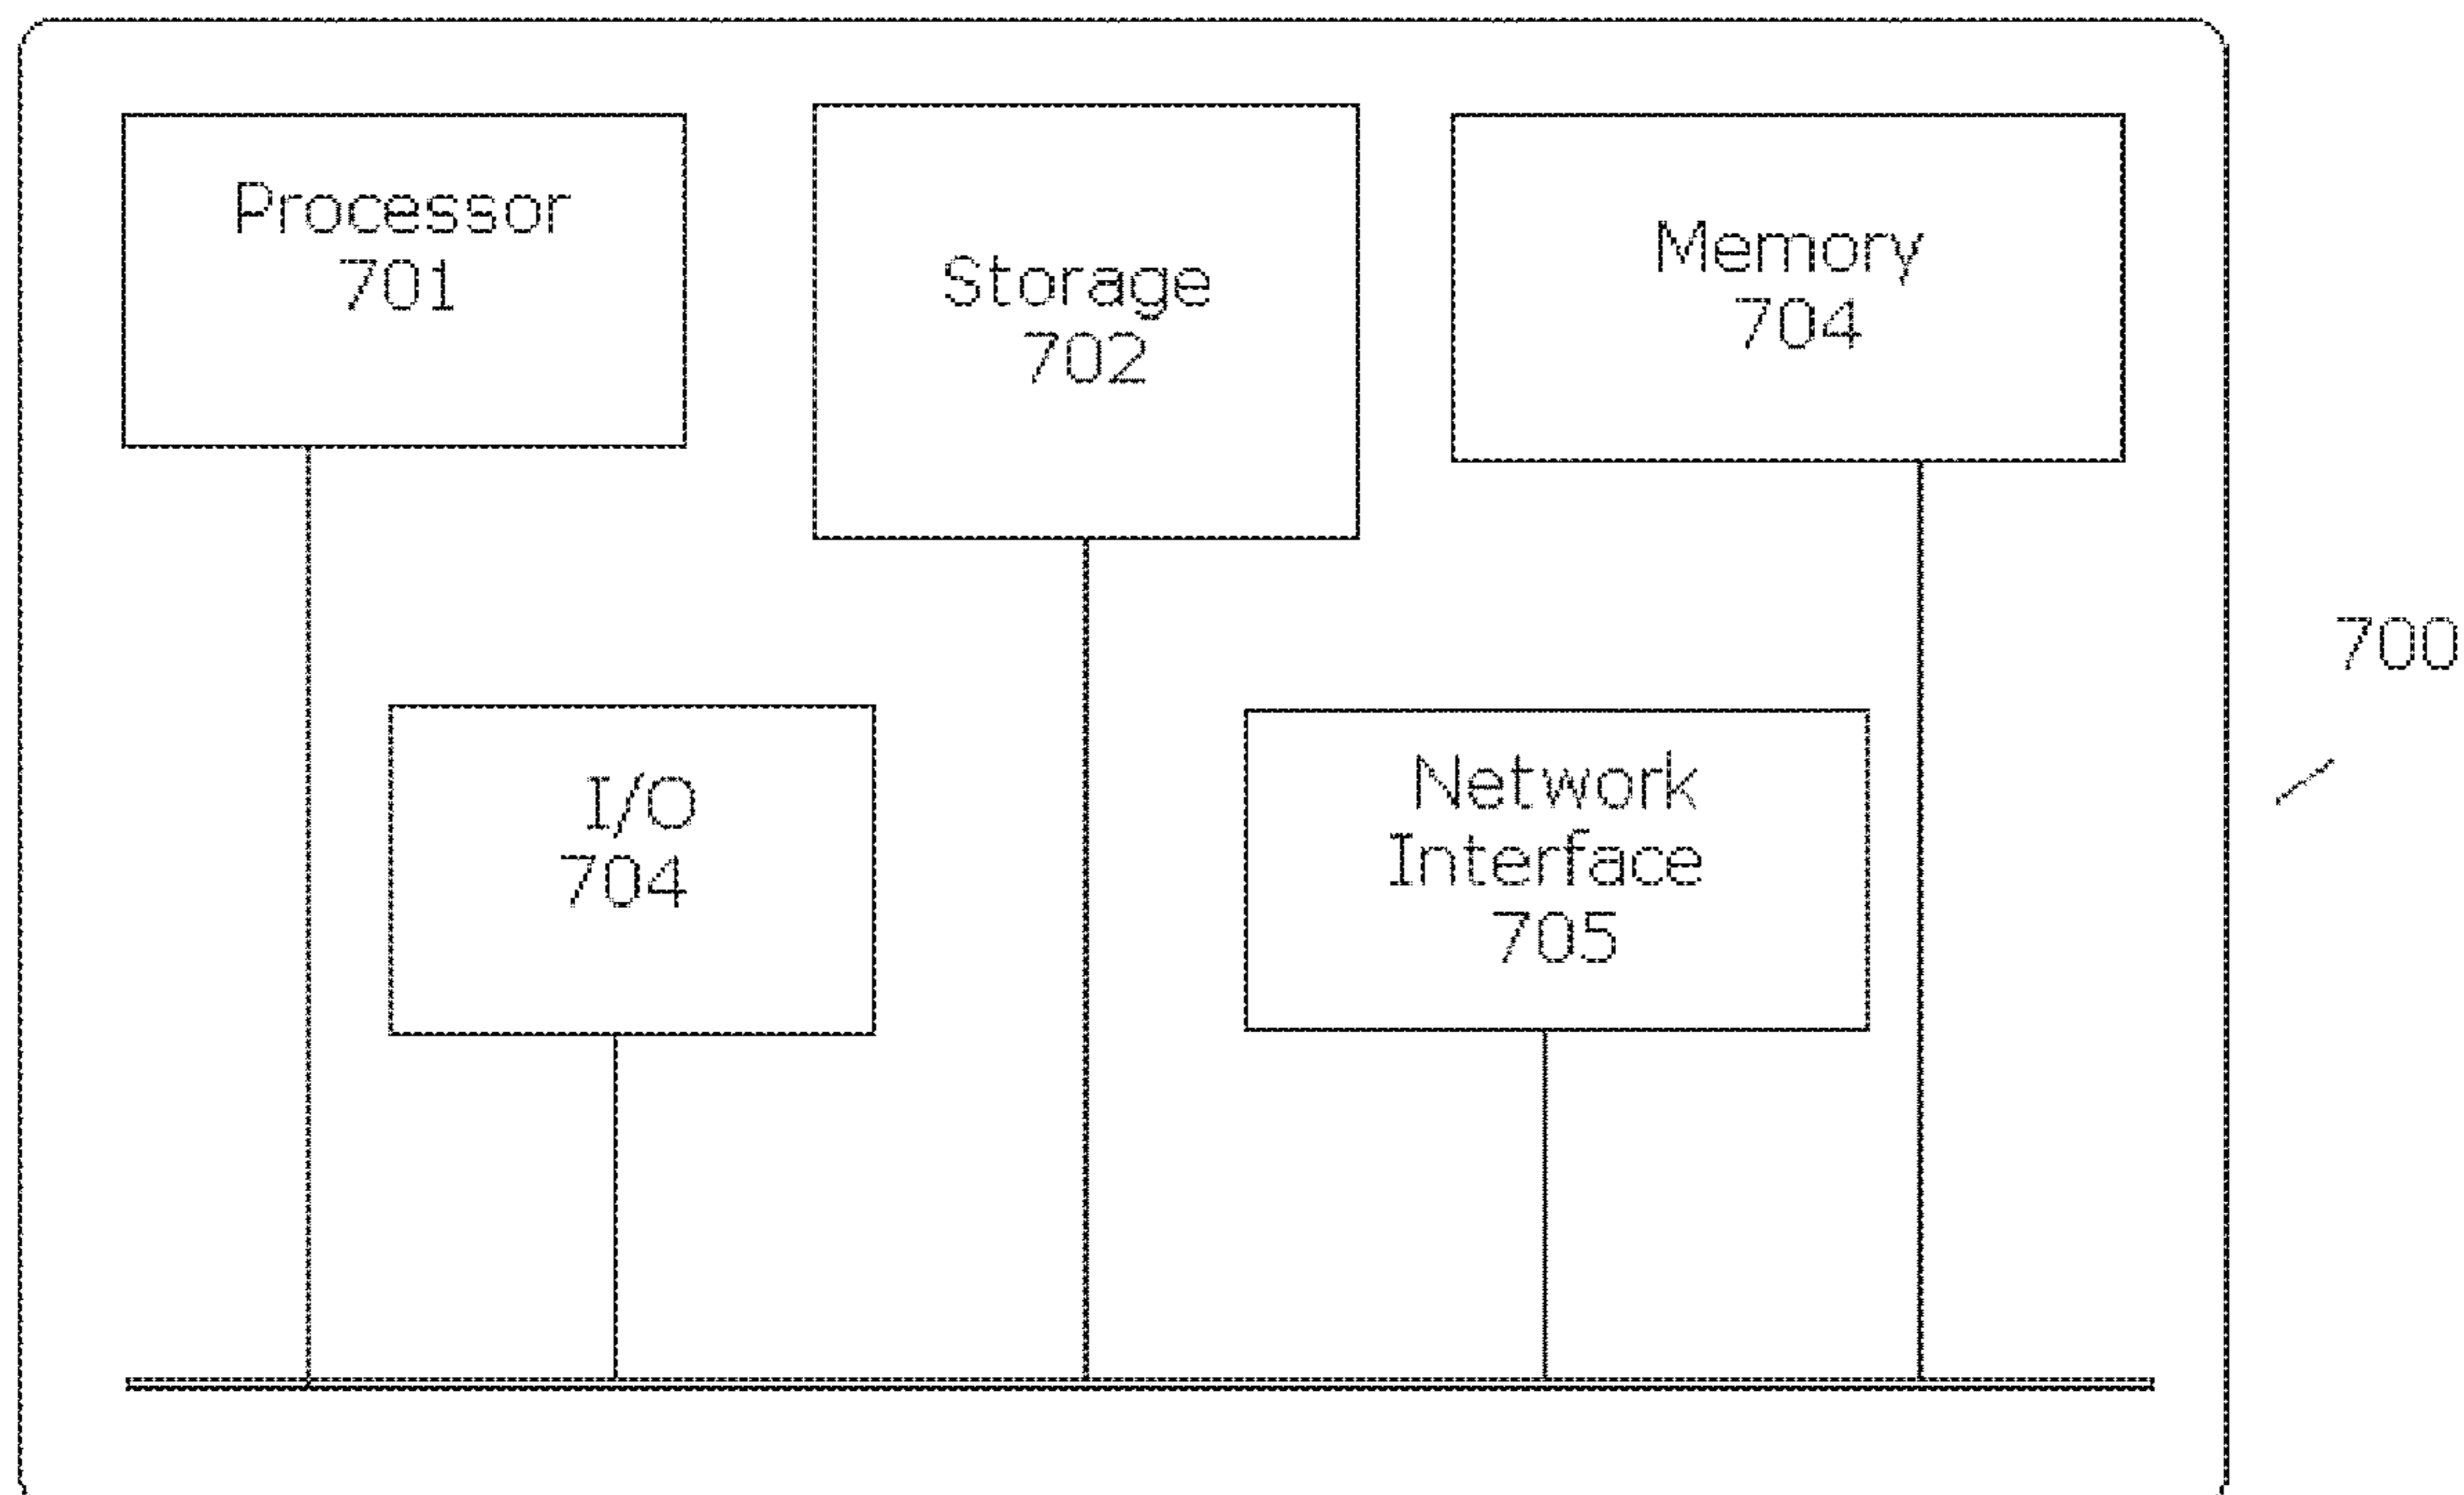 Processor
701
Storage
702
Memory
704
700
I/O
704
Network
Interface
705